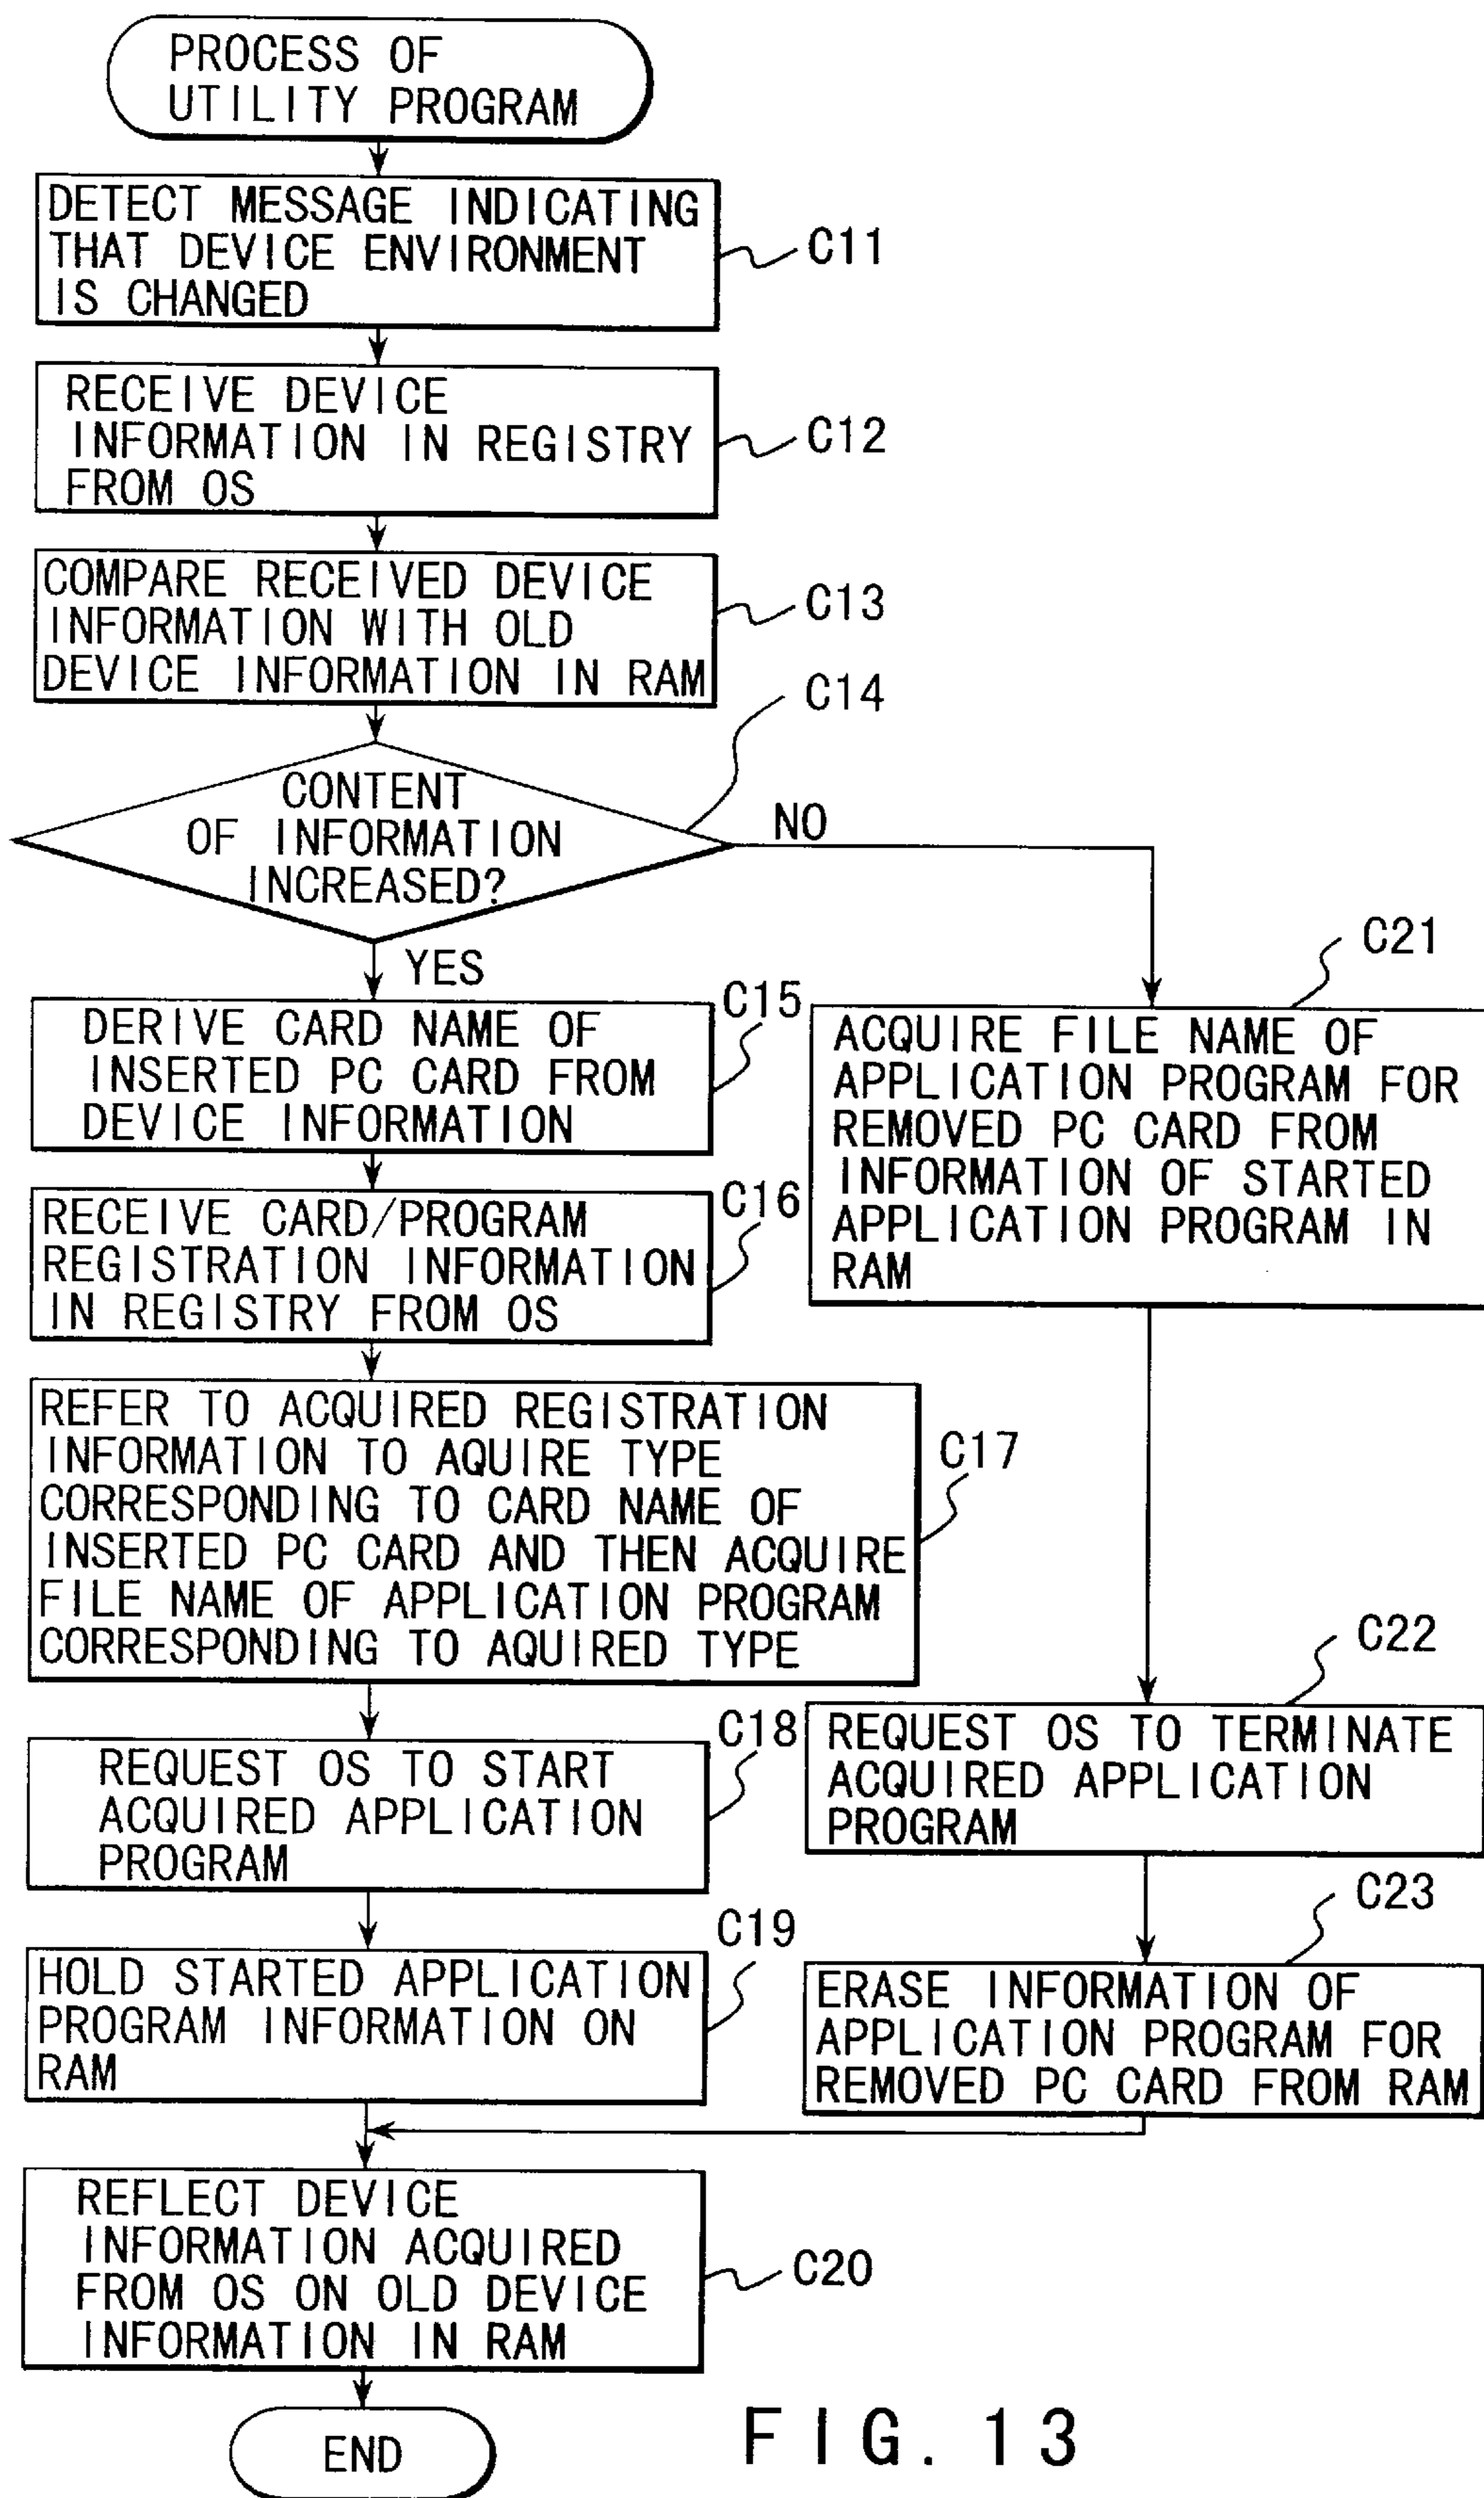 PROCESS OF
UTILITY PROGRAM
DETECT MESSAGE INDICATING
THAT DEVICE ENVIRONMENT
IS CHANGED
C11
RECEIVE DEVICE
INFORMATION IN REGISTRY
FROM OS
C12
COMPARE RECEIVED DEVICE
INFORMATION WITH OLD
DEVICE INFORMATION IN RAM
C13
C14
CONTENT
OF INFORMATION
INCREASED?
NO
YES
DERIVE CARD NAME OF
INSERTED PC CARD FROM
DEVICE INFORMATION
C15
RECEIVE CARD/PROGRAM
REGISTRATION INFORMATION
IN REGISTRY FROM OS
C16
REFER TO ACQUIRED REGISTRATION
INFORMATION TO AQUIRE TYPE
CORRESPONDING TO CARD NAME OF
INSERTED PC CARD AND THEN ACQUIRE
FILE NAME OF APPLICATION PROGRAM
CORRESPONDING TO AQUIRED TYPE
C17
REQUEST OS TO START
ACQUIRED APPLICATION
PROGRAM
C18
HOLD STARTED APPLICATION
PROGRAM INFORMATION ON
RAM
C19
C21
ACQUIRE FILE NAME OF
APPLICATION PROGRAM FOR
REMOVED PC CARD FROM
INFORMATION OF STARTED
APPLICATION PROGRAM IN
RAM
C22
REQUEST OS TO TERMINATE
ACQUIRED APPLICATION
PROGRAM
C23
ERASE INFORMATION OF
APPLICATION PROGRAM FOR
REMOVED PC CARD FROM RAM
REFLECT DEVICE
INFORMATION ACQUIRED
FROM OS ON OLD DEVICE
INFORMATION IN RAM
C20
END
FIG. 13